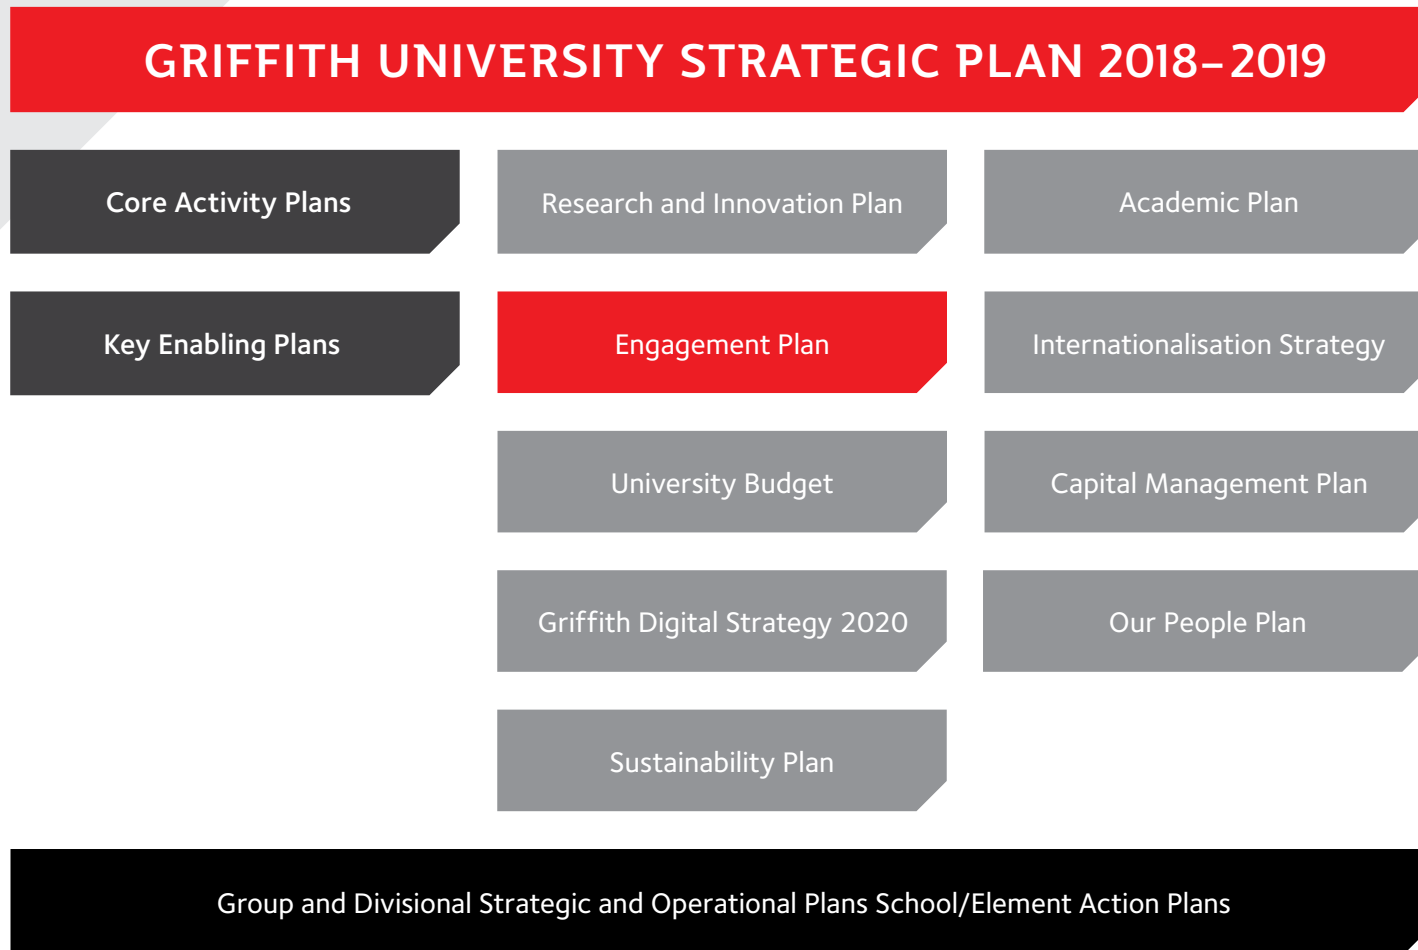 GRIFFITH UNIVERSITY STRATEGIC PLAN 2018–2019
Core Activity Plans
Research and Innovation Plan
Academic Plan
Key Enabling Plans
Engagement Plan
Internationalisation Strategy
University Budget
Capital Management Plan
Griffith Digital Strategy 2020
Our People Plan
Sustainability Plan
Group and Divisional Strategic and Operational Plans School/Element Action Plans